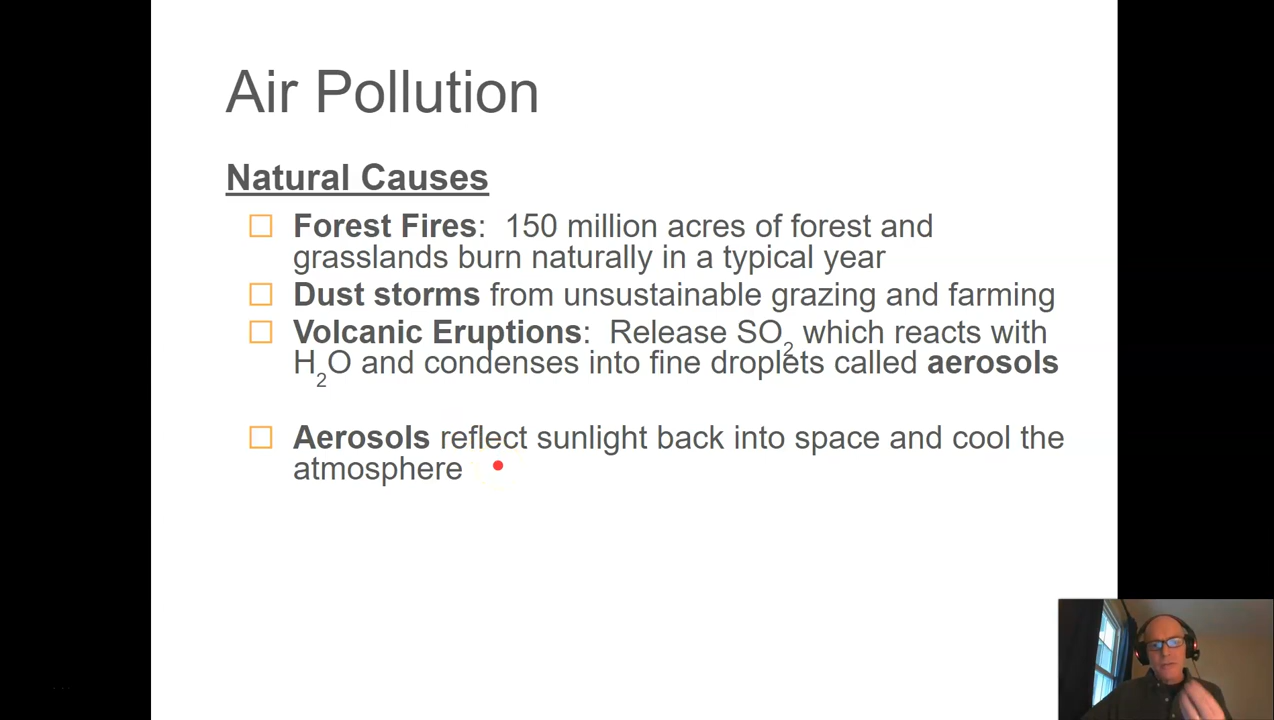 Air Pollution
Natural Causes
Forest Fires:  150 million acres of forest and
grasslands burn naturally in a typical year
Dust storms from unsustainable grazing and farming
Volcanic Eruptions:  Release SO2 which reacts with
H2O and condenses into fine droplets called aerosols
Aerosols reflect sunlight back into space and cool the
atmosphere